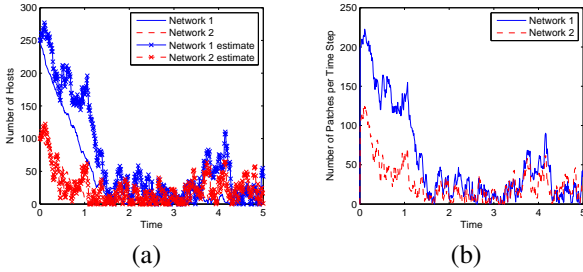 300
250
200
150
100
50
0
Number of Hosts
Network 1
Network 2
Network 1 estimate
Network 2 estimate
0 1 2 3 4 5
Time
(a)
250
200
150
100
50
0
Number of Patches per Time Step
Network 1
Network 2
0 1 2 3 4 5
Time
(b)